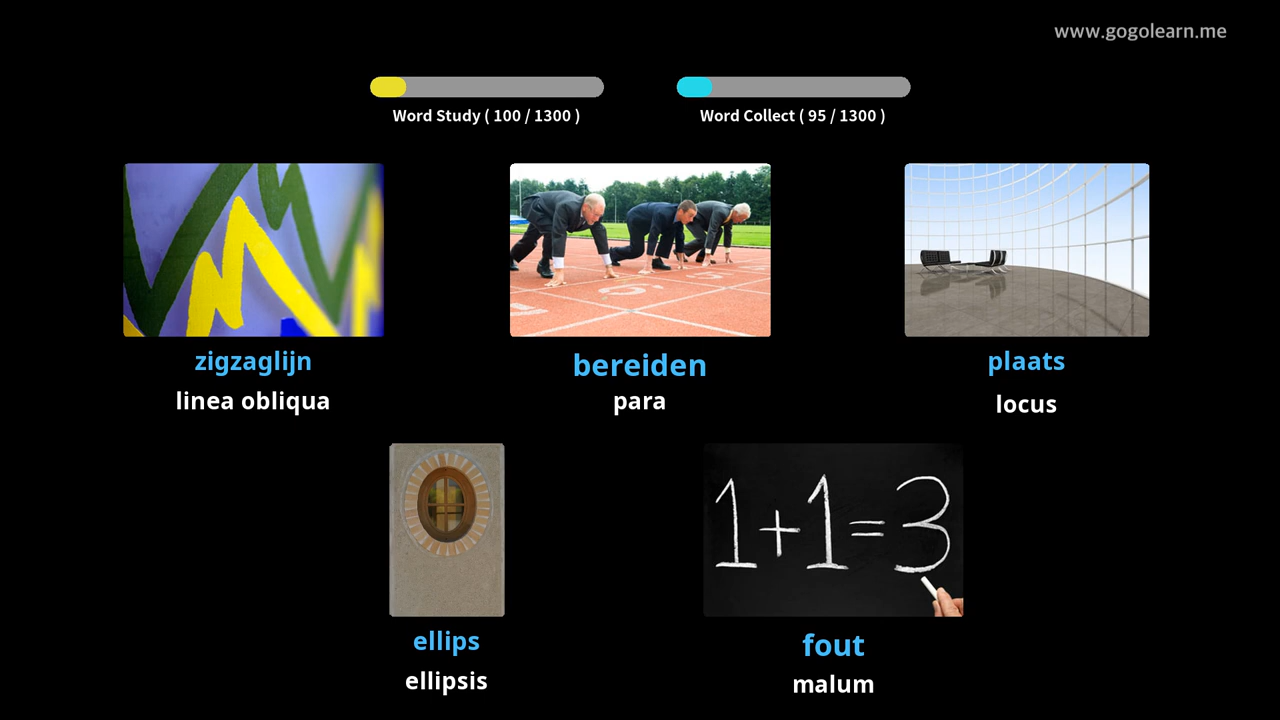 www.gogolearn.me
Word Study ( 100 / 1300 )
Word Collect ( 95 / 1300 )
zigzaglijn
linea obliqua
bereiden
para
plaats
locus
1+1=3
ellips
ellipsis
fout
malum